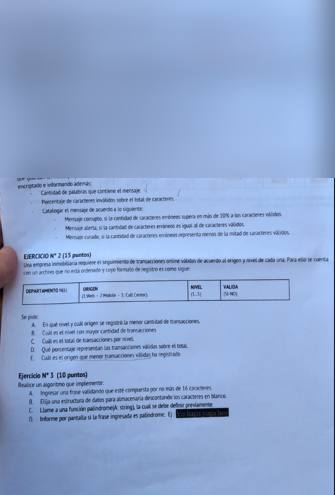 encriptado e informando además:
- Cantidad de palabras que contiene el mensaje.
- Porcentaje de caracteres inválidos sobre el total de caracteres.
- Catalogar el mensaje de acuerdo a lo siguiente:
- Mensaje corrupto, si la cantidad de caracteres erróneos supera en más de 10% a los caracteres válidos.
- Mensaje alerta, si la cantidad de caracteres erróneos es igual al de caracteres válidos.
- Mensaje curado, si la cantidad de caracteres erróneos representa menos de la mitad de caracteres válidos.
EJERCICIO N° 2 (15 puntos)
Una empresa inmobiliaria requiere el seguimiento de transacciones online válidas de acuerdo al origen y nivel de cada una. Para ello se cuenta
con un archivo que no está ordenado y cuyo formato de registro es como sigue:
DEPARTAMENTO ORIGEN NIVEL VALIDA
(1:Web - 2:Mobile - 3: Call Center) (1..5) (SI-NO)
Se pide:
A. En qué nivel y cuál origen se registró la menor cantidad de transacciones.
B. Cuál es el nivel con mayor cantidad de transacciones
C. Cuál es el total de transacciones por nivel.
D. Qué porcentaje representan las transacciones válidas sobre el total.
E. Cuál es el origen que menor transacciones válidas ha registrado
Ejercicio N° 3 (10 puntos)
Realice un algoritmo que implemente:
A. Ingresar una frase validando que esté compuesta por no más de 16 caracteres.
B. Elija una estructura de datos para almacenarla descontando los caracteres en blanco.
C. Llame a una función palindrome(A: string), la cual se debe definir previamente
D. Informe por pantalla si la frase ingresada es palíndrome. Ej: